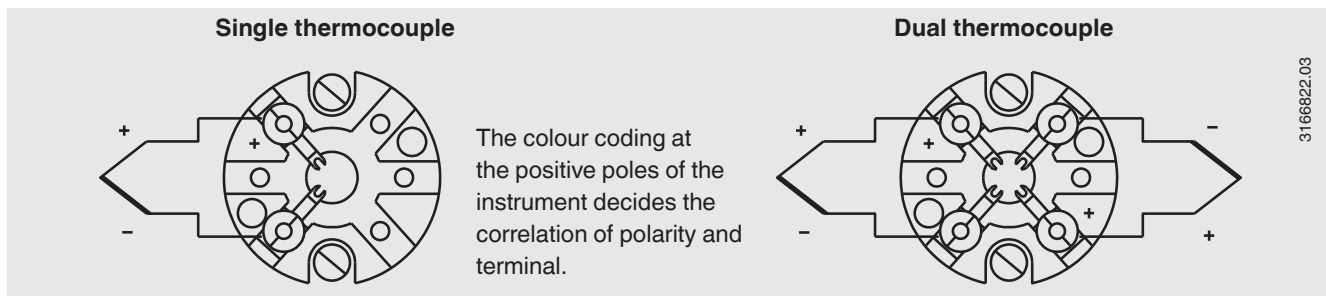 Single thermocouple
Dual thermocouple
+
+
−
The colour coding at
the positive poles of the
instrument decides the
correlation of polarity and
terminal.
+
+
−
−
+
+
3166822.03